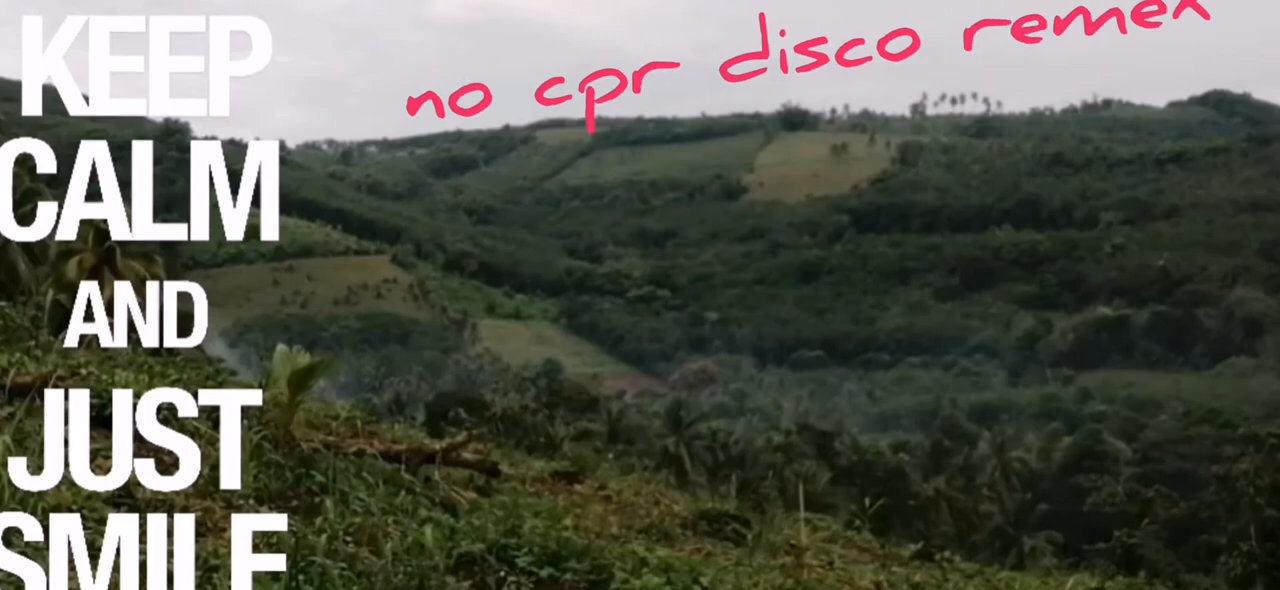 KEEP
CALM
AND
JUST
SMILE
no cpr disco remex